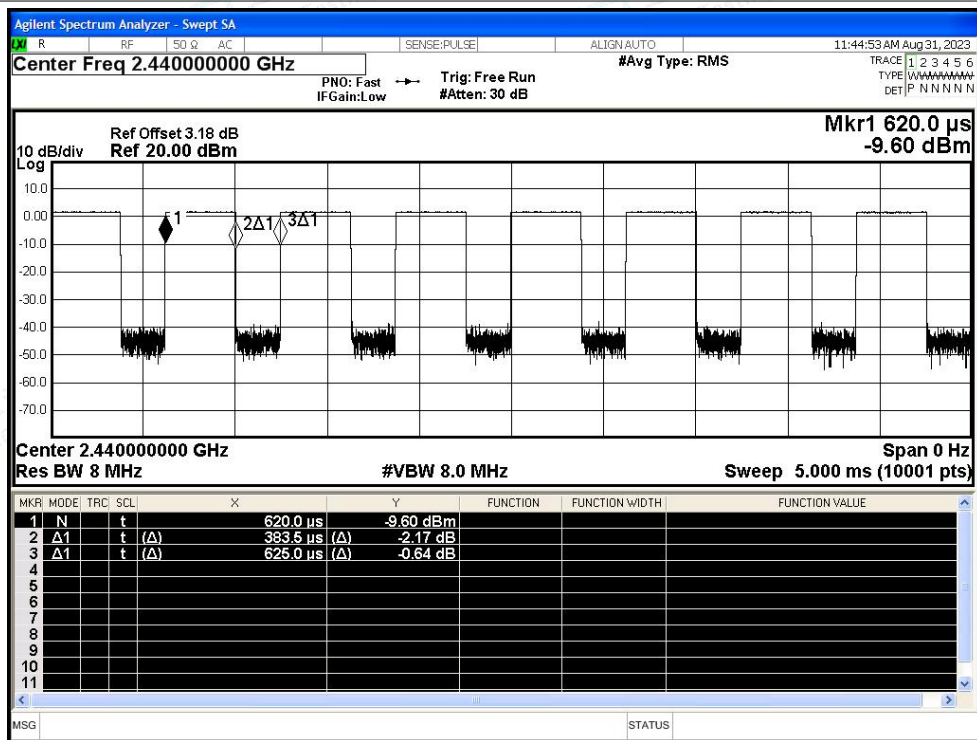 Agilent Spectrum Analyzer - Swept SA
LXI R RF 50 Ω AC SENSE:PULSE ALIGN AUTO 11:44:53 AM Aug 31, 2023
Center Freq 2.440000000 GHz #Avg Type: RMS TRACE 1 2 3 4 5 6
PNO: Fast Trig: Free Run TYPE WWWWWW
IFGain:Low #Atten: 30 dB DET P N N N N N
Mkr1 620.0 µs
Ref Offset 3.18 dB
10 dB/div Ref 20.00 dBm -9.60 dBm
Log
10.0
0.00
1 2Δ1 3Δ1
-10.0
-20.0
-30.0
-40.0
-50.0
-60.0
-70.0
Center 2.440000000 GHz Span 0 Hz
Res BW 8 MHz #VBW 8.0 MHz Sweep 5.000 ms (10001 pts)
MKR MODE TRC SCL X Y FUNCTION FUNCTION WIDTH FUNCTION VALUE
1 N t 620.0 µs -9.60 dBm
2 Δ1 t (Δ) 383.5 µs (Δ) -2.17 dB
3 Δ1 t (Δ) 625.0 µs (Δ) -0.64 dB
4
5
6
7
8
9
10
11
MSG STATUS